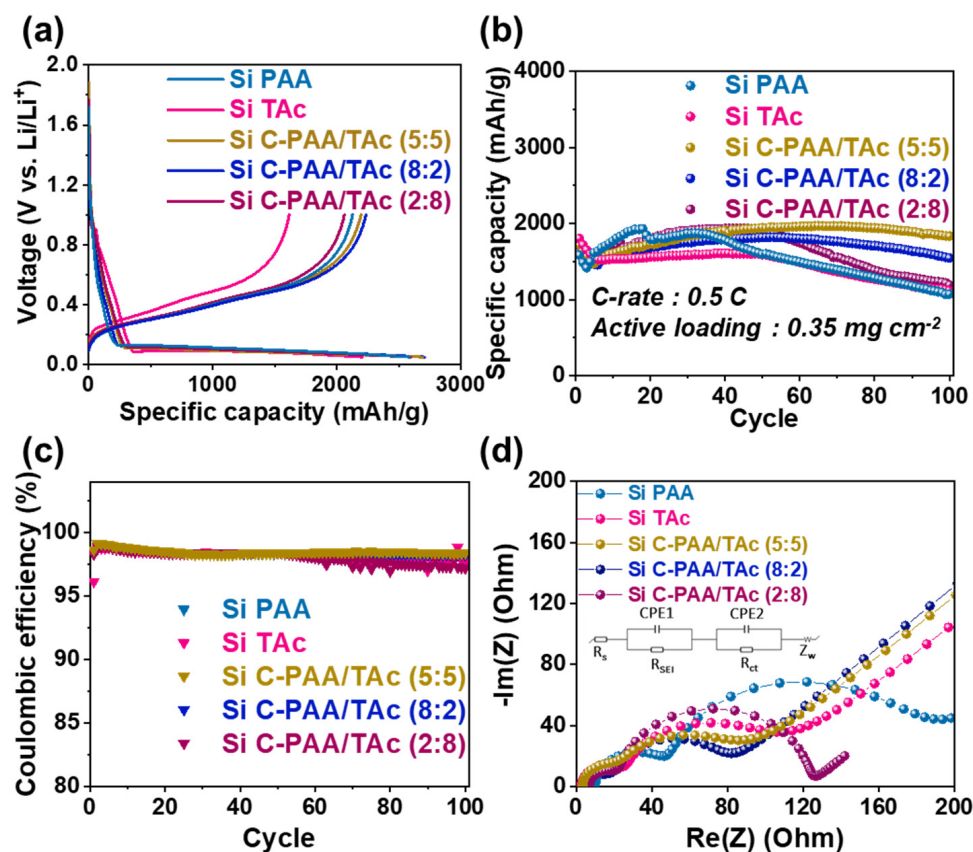 (a)
2.0
1.6
1.2
0.8
0.4
0.0
Voltage (V vs. Li/Li⁺)
Si PAA
Si TAc
Si C-PAA/TAc (5:5)
Si C-PAA/TAc (8:2)
Si C-PAA/TAc (2:8)
0 1000 2000 3000
Specific capacity (mAh/g)
(b)
4000
3000
2000
1000
0
Specific capacity (mAh/g)
Si PAA
Si TAc
Si C-PAA/TAc (5:5)
Si C-PAA/TAc (8:2)
Si C-PAA/TAc (2:8)
C-rate : 0.5 C
Active loading : 0.35 mg cm⁻²
0 20 40 60 80 100
Cycle
(c)
100
95
90
85
80
Coulombic efficiency (%)
Si PAA
Si TAc
Si C-PAA/TAc (5:5)
Si C-PAA/TAc (8:2)
Si C-PAA/TAc (2:8)
0 20 40 60 80 100
Cycle
(d)
200
160
120
80
40
0
-Im(Z) (Ohm)
Si PAA
Si TAc
Si C-PAA/TAc (5:5)
Si C-PAA/TAc (8:2)
Si C-PAA/TAc (2:8)
CPE1 CPE2
Rs RSEI Rct Zw
0 40 80 120 160 200
Re(Z) (Ohm)